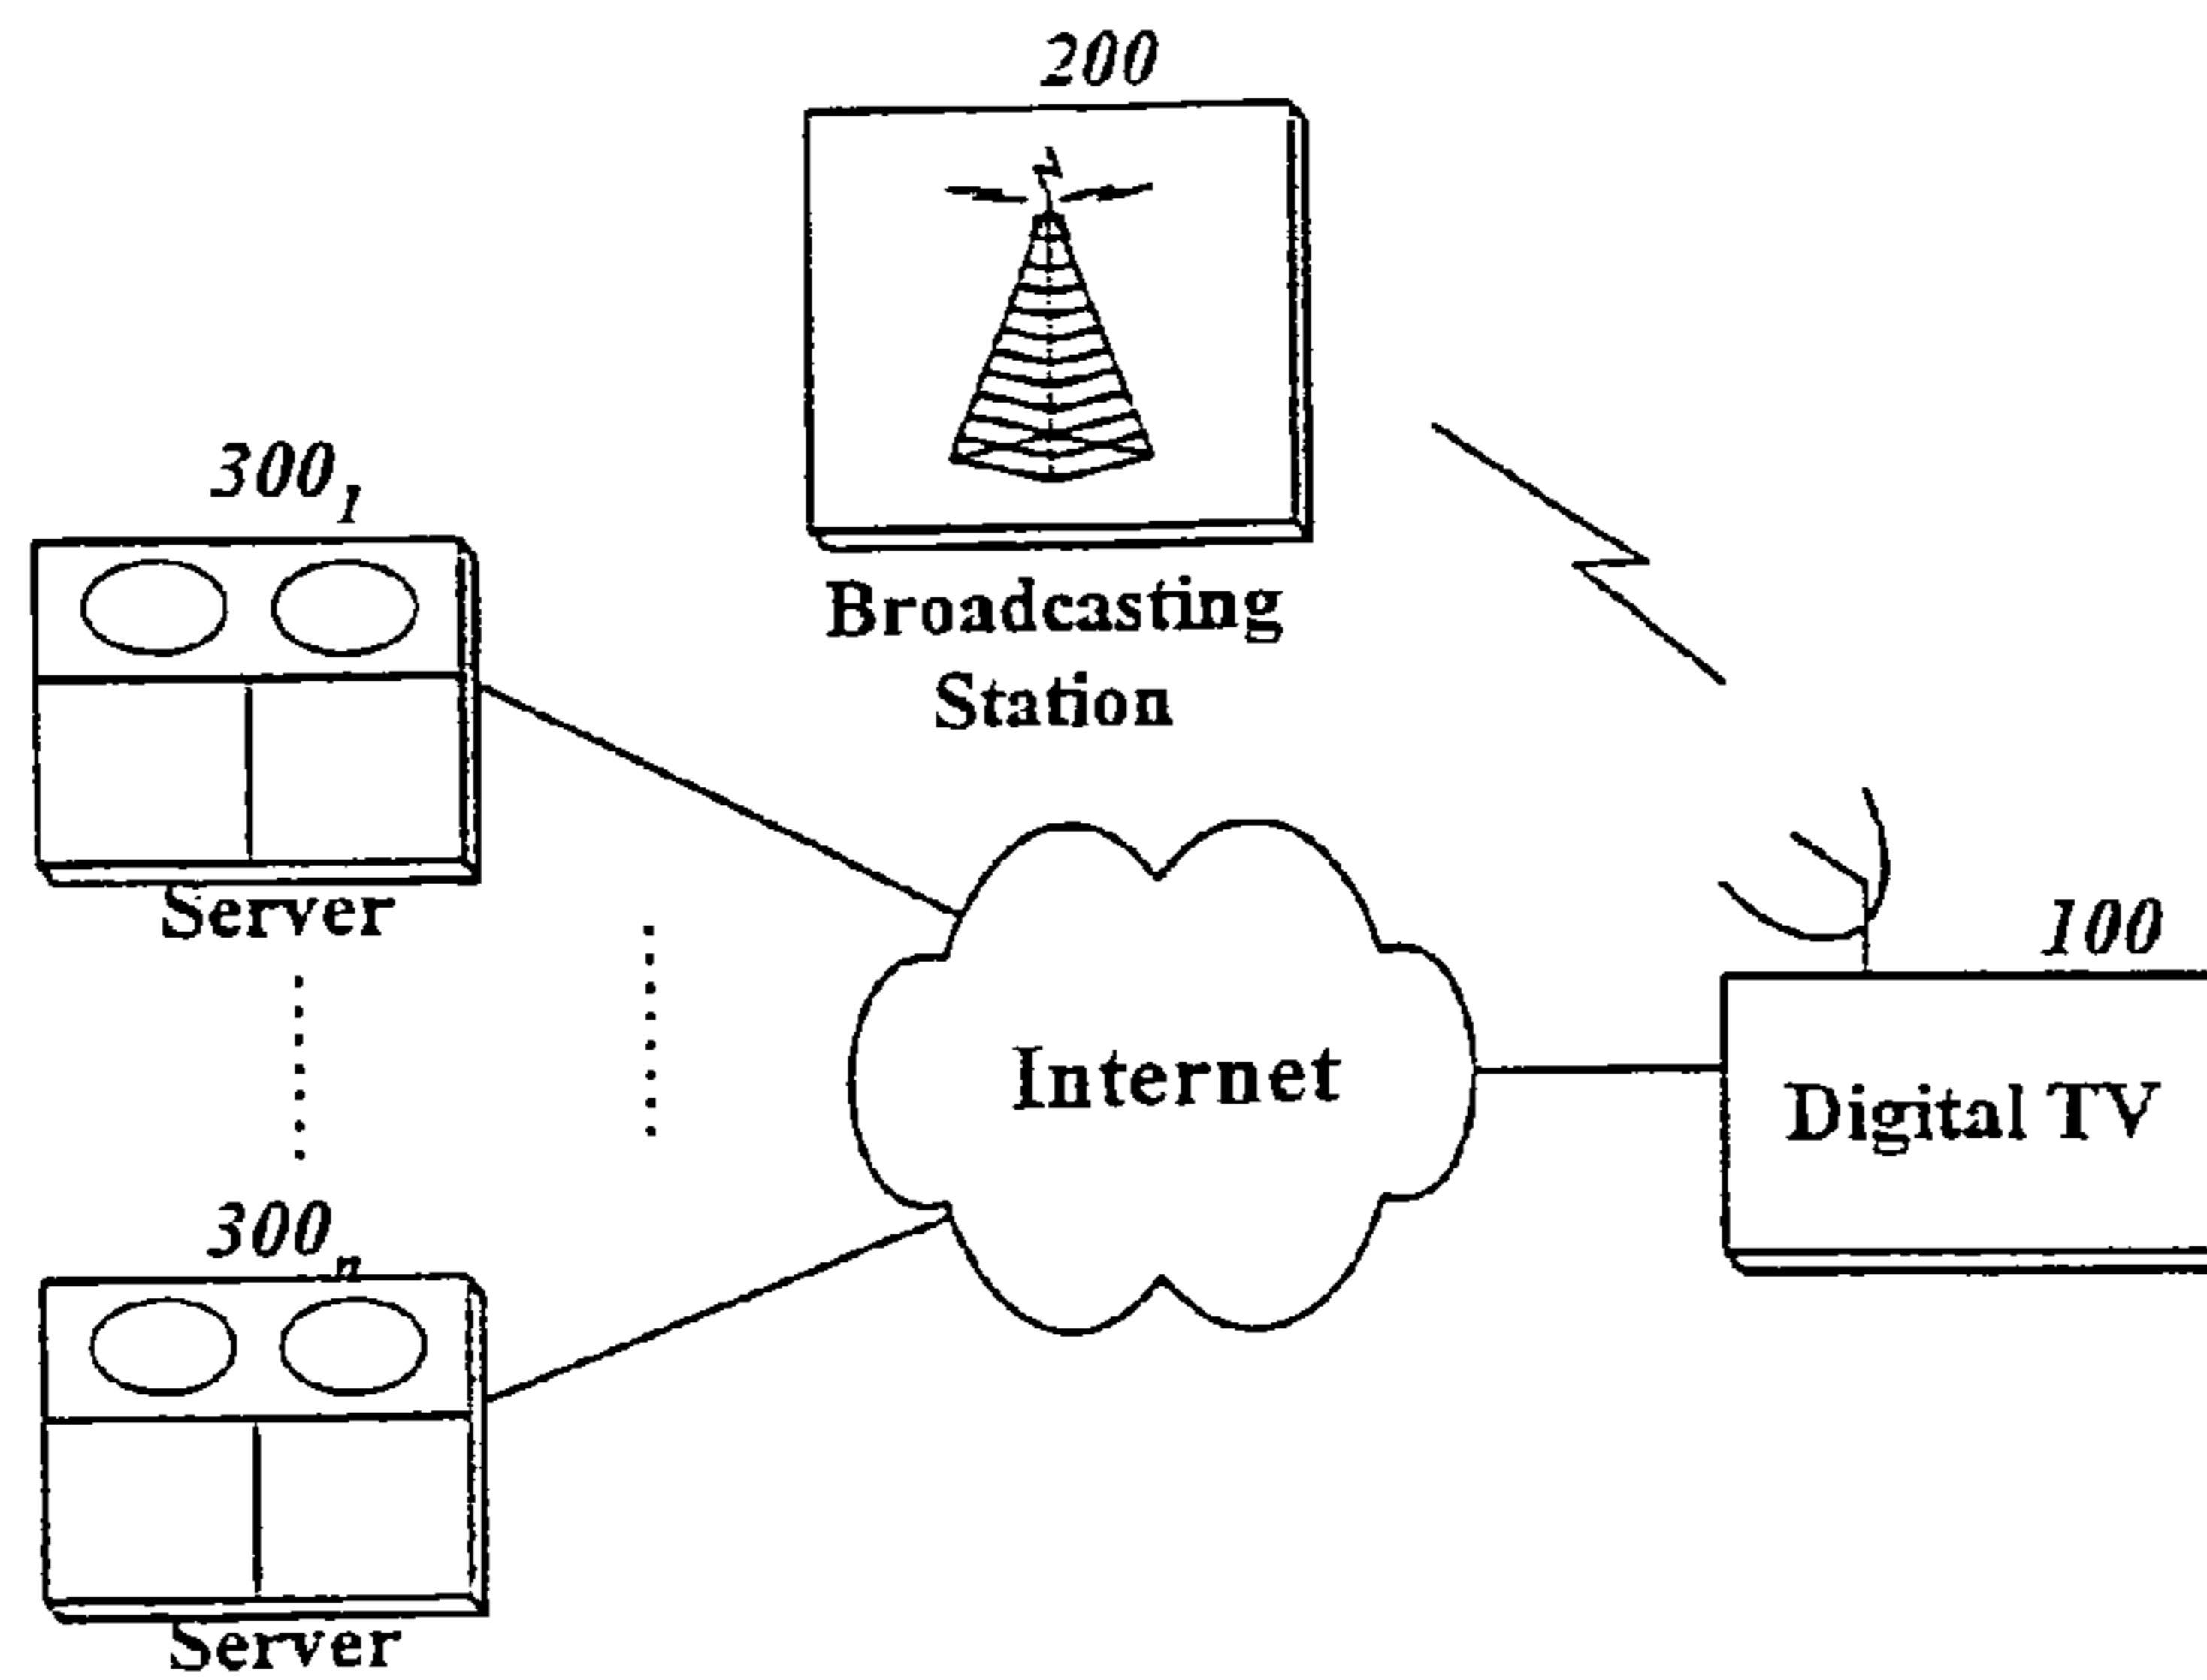 200
Broadcasting
Station
300₁
Server
Internet
100
Digital TV
300ₙ
Server